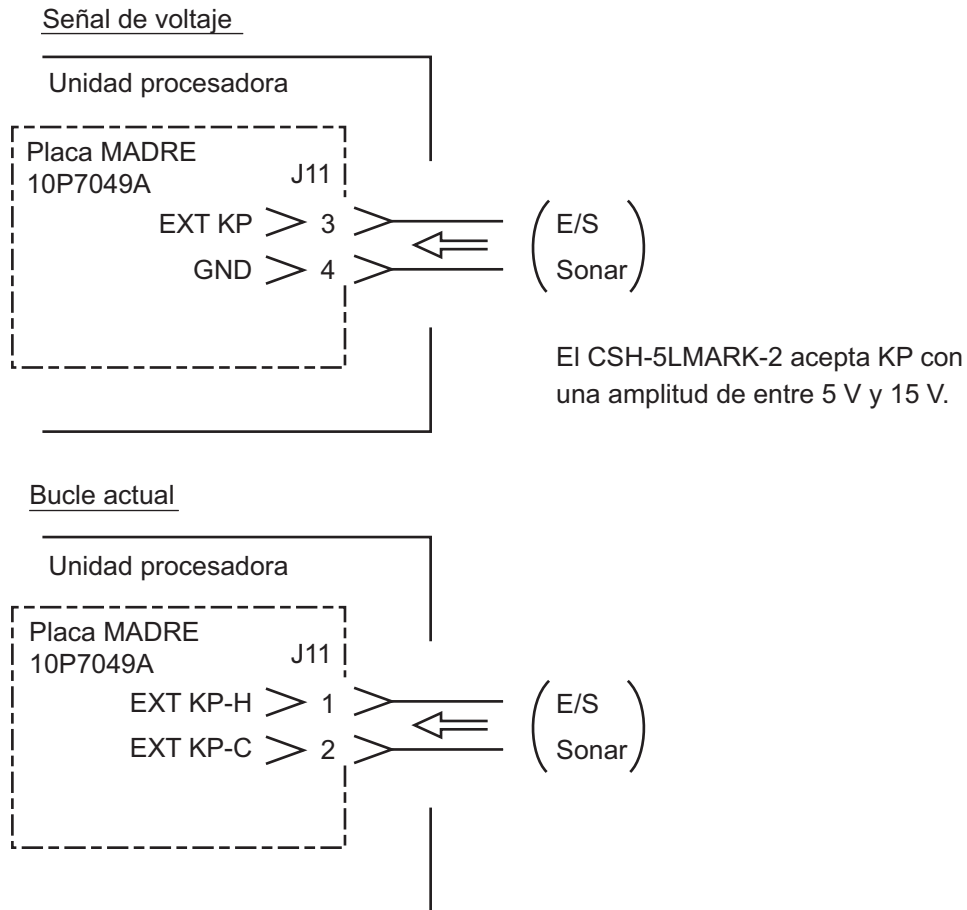 Señal de voltaje
Unidad procesadora
Placa MADRE
10P7049A
J11
EXT KP 3
GND 4
E/S
Sonar
El CSH-5LMARK-2 acepta KP con
una amplitud de entre 5 V y 15 V.
Bucle actual
Unidad procesadora
Placa MADRE
10P7049A
J11
EXT KP-H 1
EXT KP-C 2
E/S
Sonar